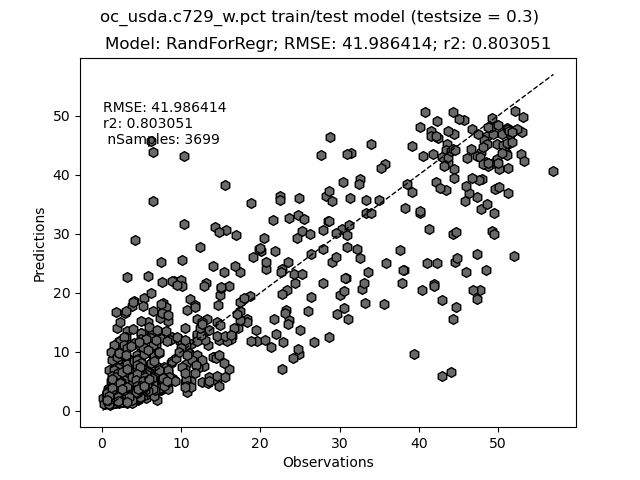 oc_usda.c729_w.pct train/test model (testsize = 0.3)
Model: RandForRegr; RMSE: 41.986414; r2: 0.803051
RMSE: 41.986414
r2: 0.803051
nSamples: 3699
Predictions
50
40
30
20
10
0
0 10 20 30 40 50
Observations